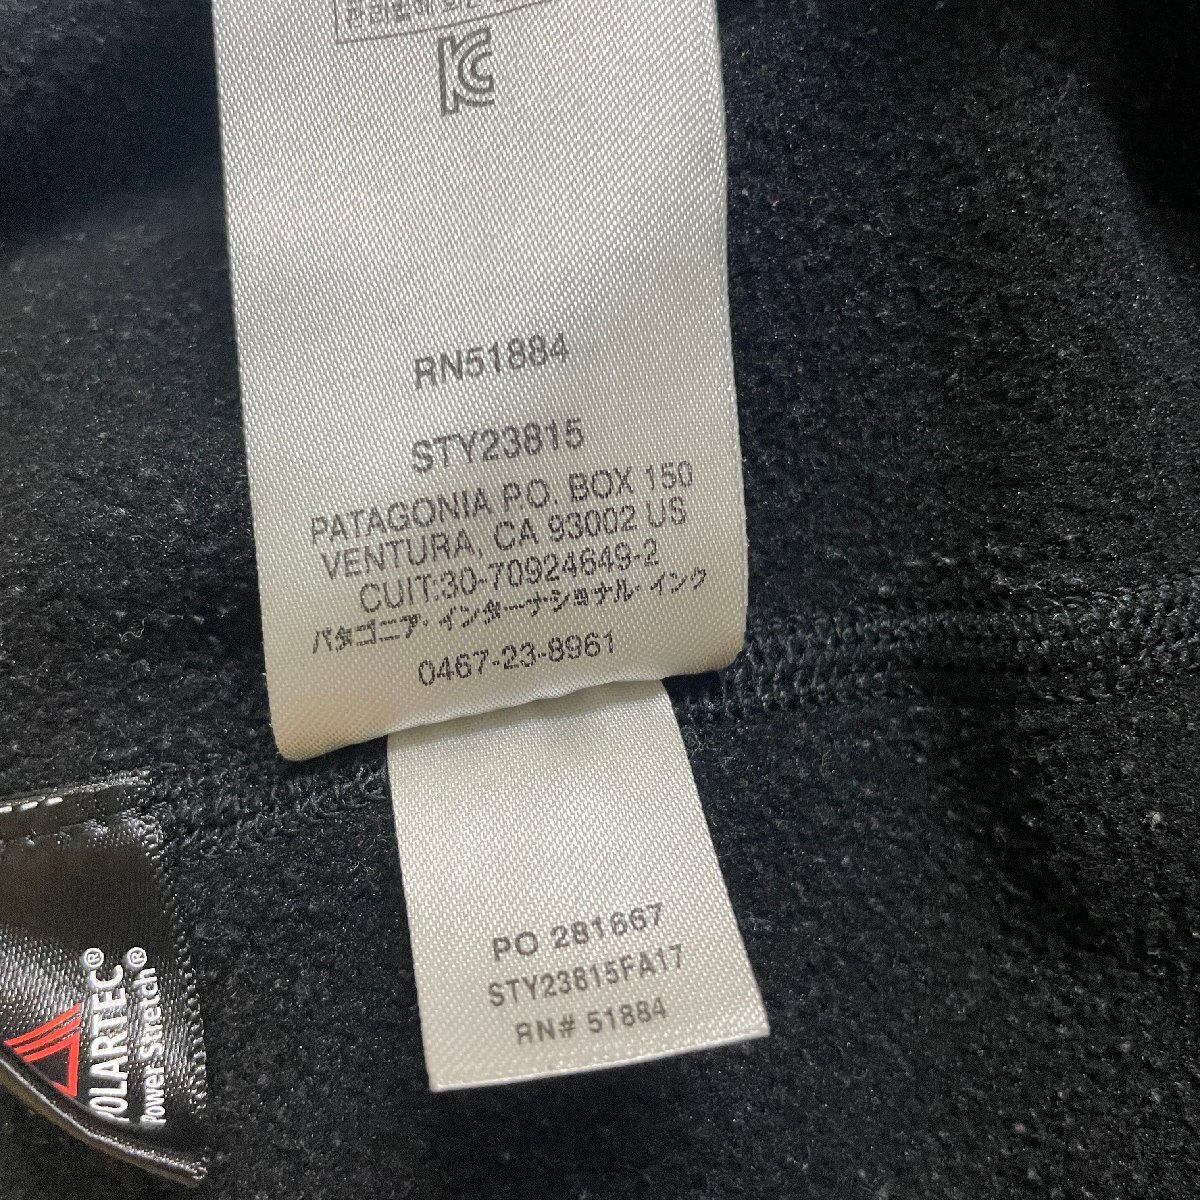 KC
RN51884
STY23815
PATAGONIA P.O. BOX 150
VENTURA, CA 93002 US
CUIT:30-70924649-2
パタゴニア・インターナショナル・インク
0467-23-8961
PO 281667
STY23815FA17
RN# 51884
POLARTEC®
Power Stretch®